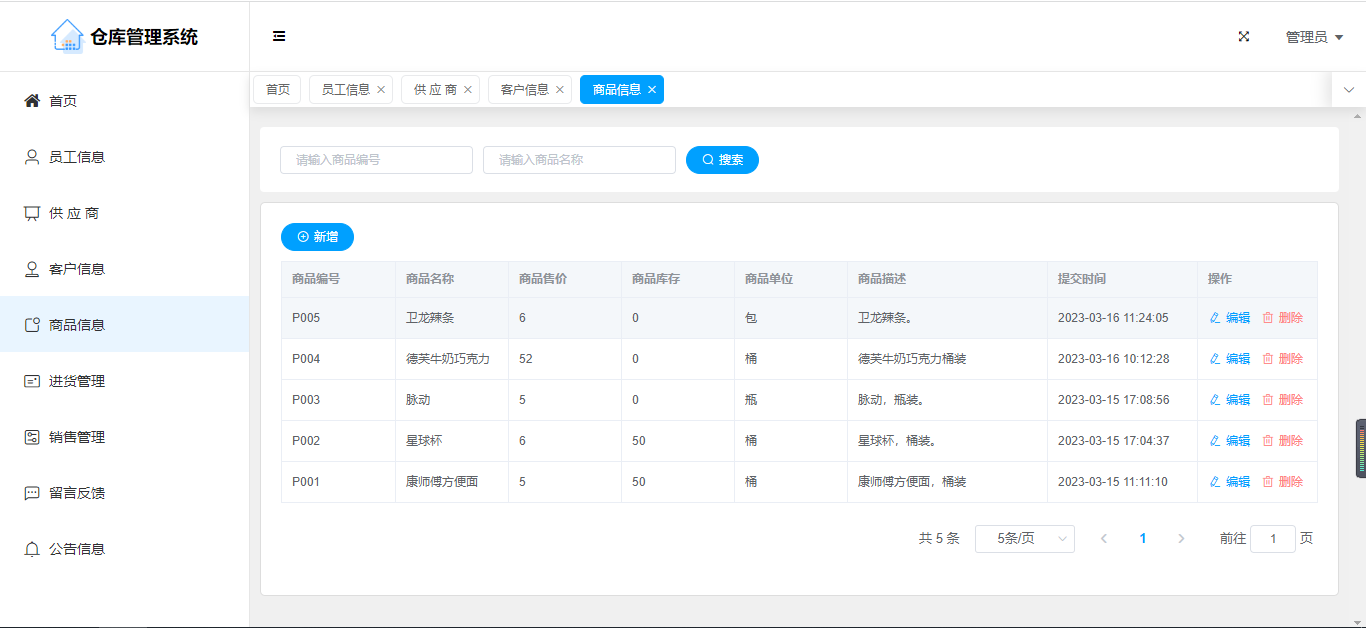 仓库管理系统
管理员
首页
员工信息
供 应 商
客户信息
商品信息
进货管理
销售管理
留言反馈
公告信息
首页 员工信息 供 应 商 客户信息 商品信息
请输入商品编号 请输入商品名称 搜索
新增
商品编号 商品名称 商品售价 商品库存 商品单位 商品描述 提交时间 操作
P005 卫龙辣条 6 0 包 卫龙辣条。 2023-03-16 11:24:05 编辑 删除
P004 德芙牛奶巧克力 52 0 桶 德芙牛奶巧克力桶装 2023-03-16 10:12:28 编辑 删除
P003 脉动 5 0 瓶 脉动，瓶装。 2023-03-15 17:08:56 编辑 删除
P002 星球杯 6 50 桶 星球杯，桶装。 2023-03-15 17:04:37 编辑 删除
P001 康师傅方便面 5 50 桶 康师傅方便面，桶装 2023-03-15 11:11:10 编辑 删除
共 5 条 5条/页 1 前往 1 页